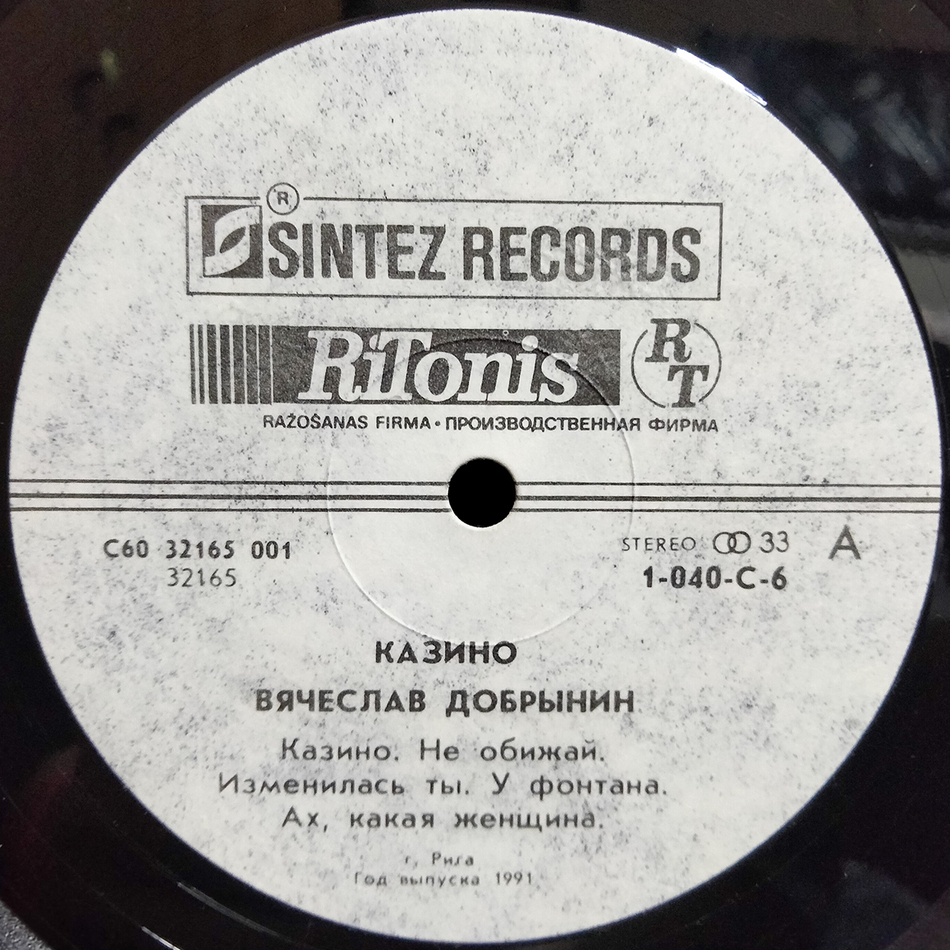 ®
SINTEZ RECORDS
RiTonis RT
RAŽOŠANAS FIRMA • ПРОИЗВОДСТВЕННАЯ ФИРМА
С60 32165 001
32165
STEREO 33 A
1-040-C-6
КАЗИНО
ВЯЧЕСЛАВ ДОБРЫНИН
Казино. Не обижай.
Изменилась ты. У фонтана.
Ах, какая женщина.
г. Рига
Год выпуска 1991